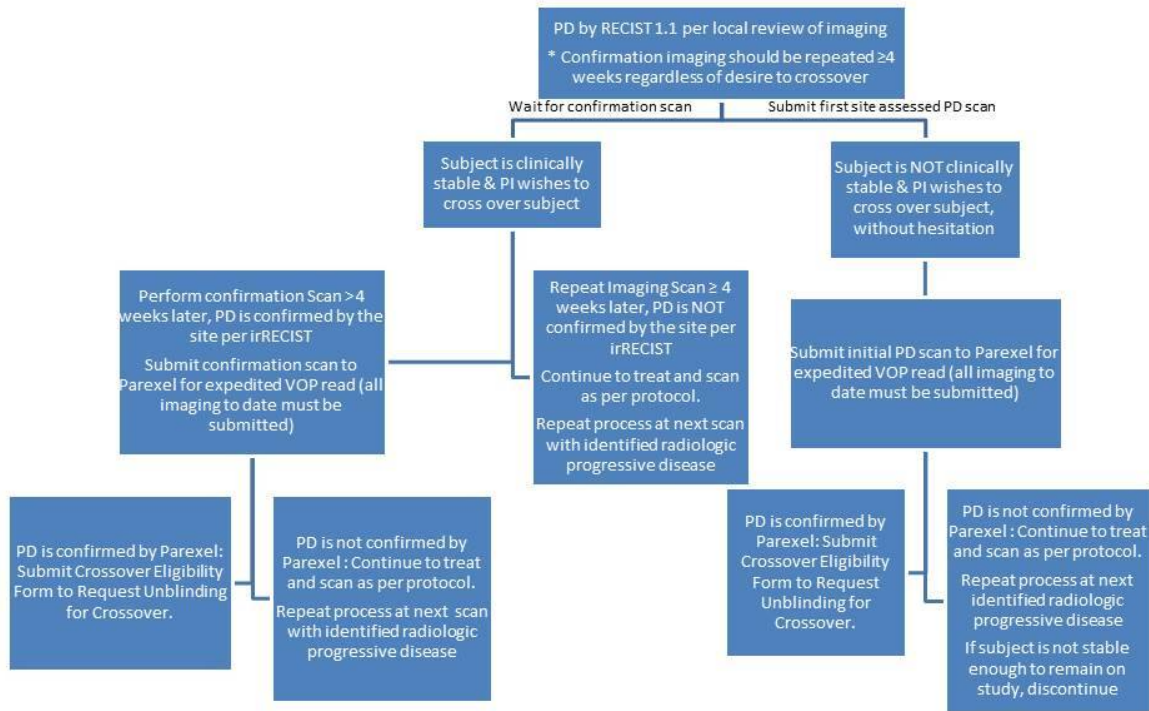 PD by RECIST 1.1 per local review of imaging
* Confirmation imaging should be repeated ≥4
weeks regardless of desire to crossover
Wait for confirmation scan
Submit first site assessed PD scan
Subject is clinically
stable & PI wishes to
cross over subject
Subject is NOT clinically
stable & PI wishes to
cross over subject,
without hesitation
Perform confirmation Scan >4
weeks later, PD is confirmed by the
site per irRECIST
Submit confirmation scan to
Parexel for expedited VOP read (all
imaging to date must be
submitted)
Repeat Imaging Scan ≥ 4
weeks later, PD is NOT
confirmed by the site per
irRECIST
Continue to treat and scan
as per protocol.
Repeat process at next scan
with identified radiologic
progressive disease
Submit initial PD scan to Parexel for
expedited VOP read (all imaging to
date must be submitted)
PD is confirmed by Parexel:
Submit Crossover Eligibility
Form to Request Unblinding
for Crossover.
PD is not confirmed by
Parexel : Continue to treat
and scan as per protocol.
Repeat process at next scan
with identified radiologic
progressive disease
PD is confirmed by
Parexel: Submit
Crossover Eligibility
Form to Request
Unblinding for
Crossover.
PD is not confirmed by
Parexel : Continue to treat
and scan as per protocol.
Repeat process at next
identified radiologic
progressive disease
If subject is not stable
enough to remain on
study, discontinue